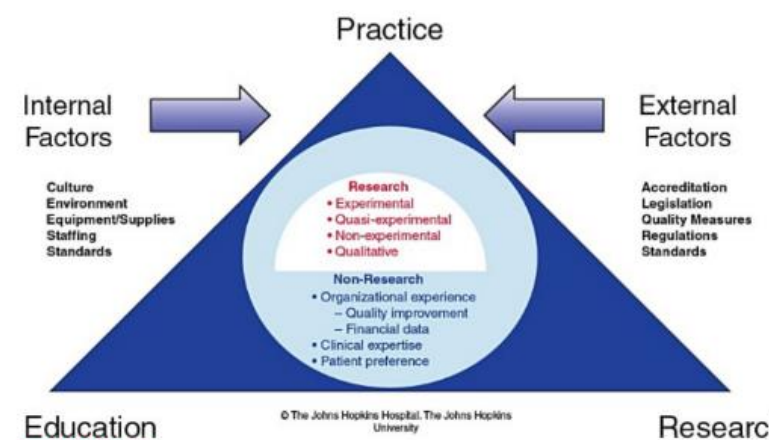 Practice
Internal
Factors
External
Factors
Culture
Environment
Equipment/Supplies
Staffing
Standards
Accreditation
Legislation
Quality Measures
Regulations
Standards
Research
• Experimental
• Quasi-experimental
• Non-experimental
• Qualitative
Non-Research
• Organizational experience
– Quality improvement
– Financial data
• Clinical expertise
• Patient preference
Education
© The Johns Hopkins Hospital. The Johns Hopkins
University
Researc